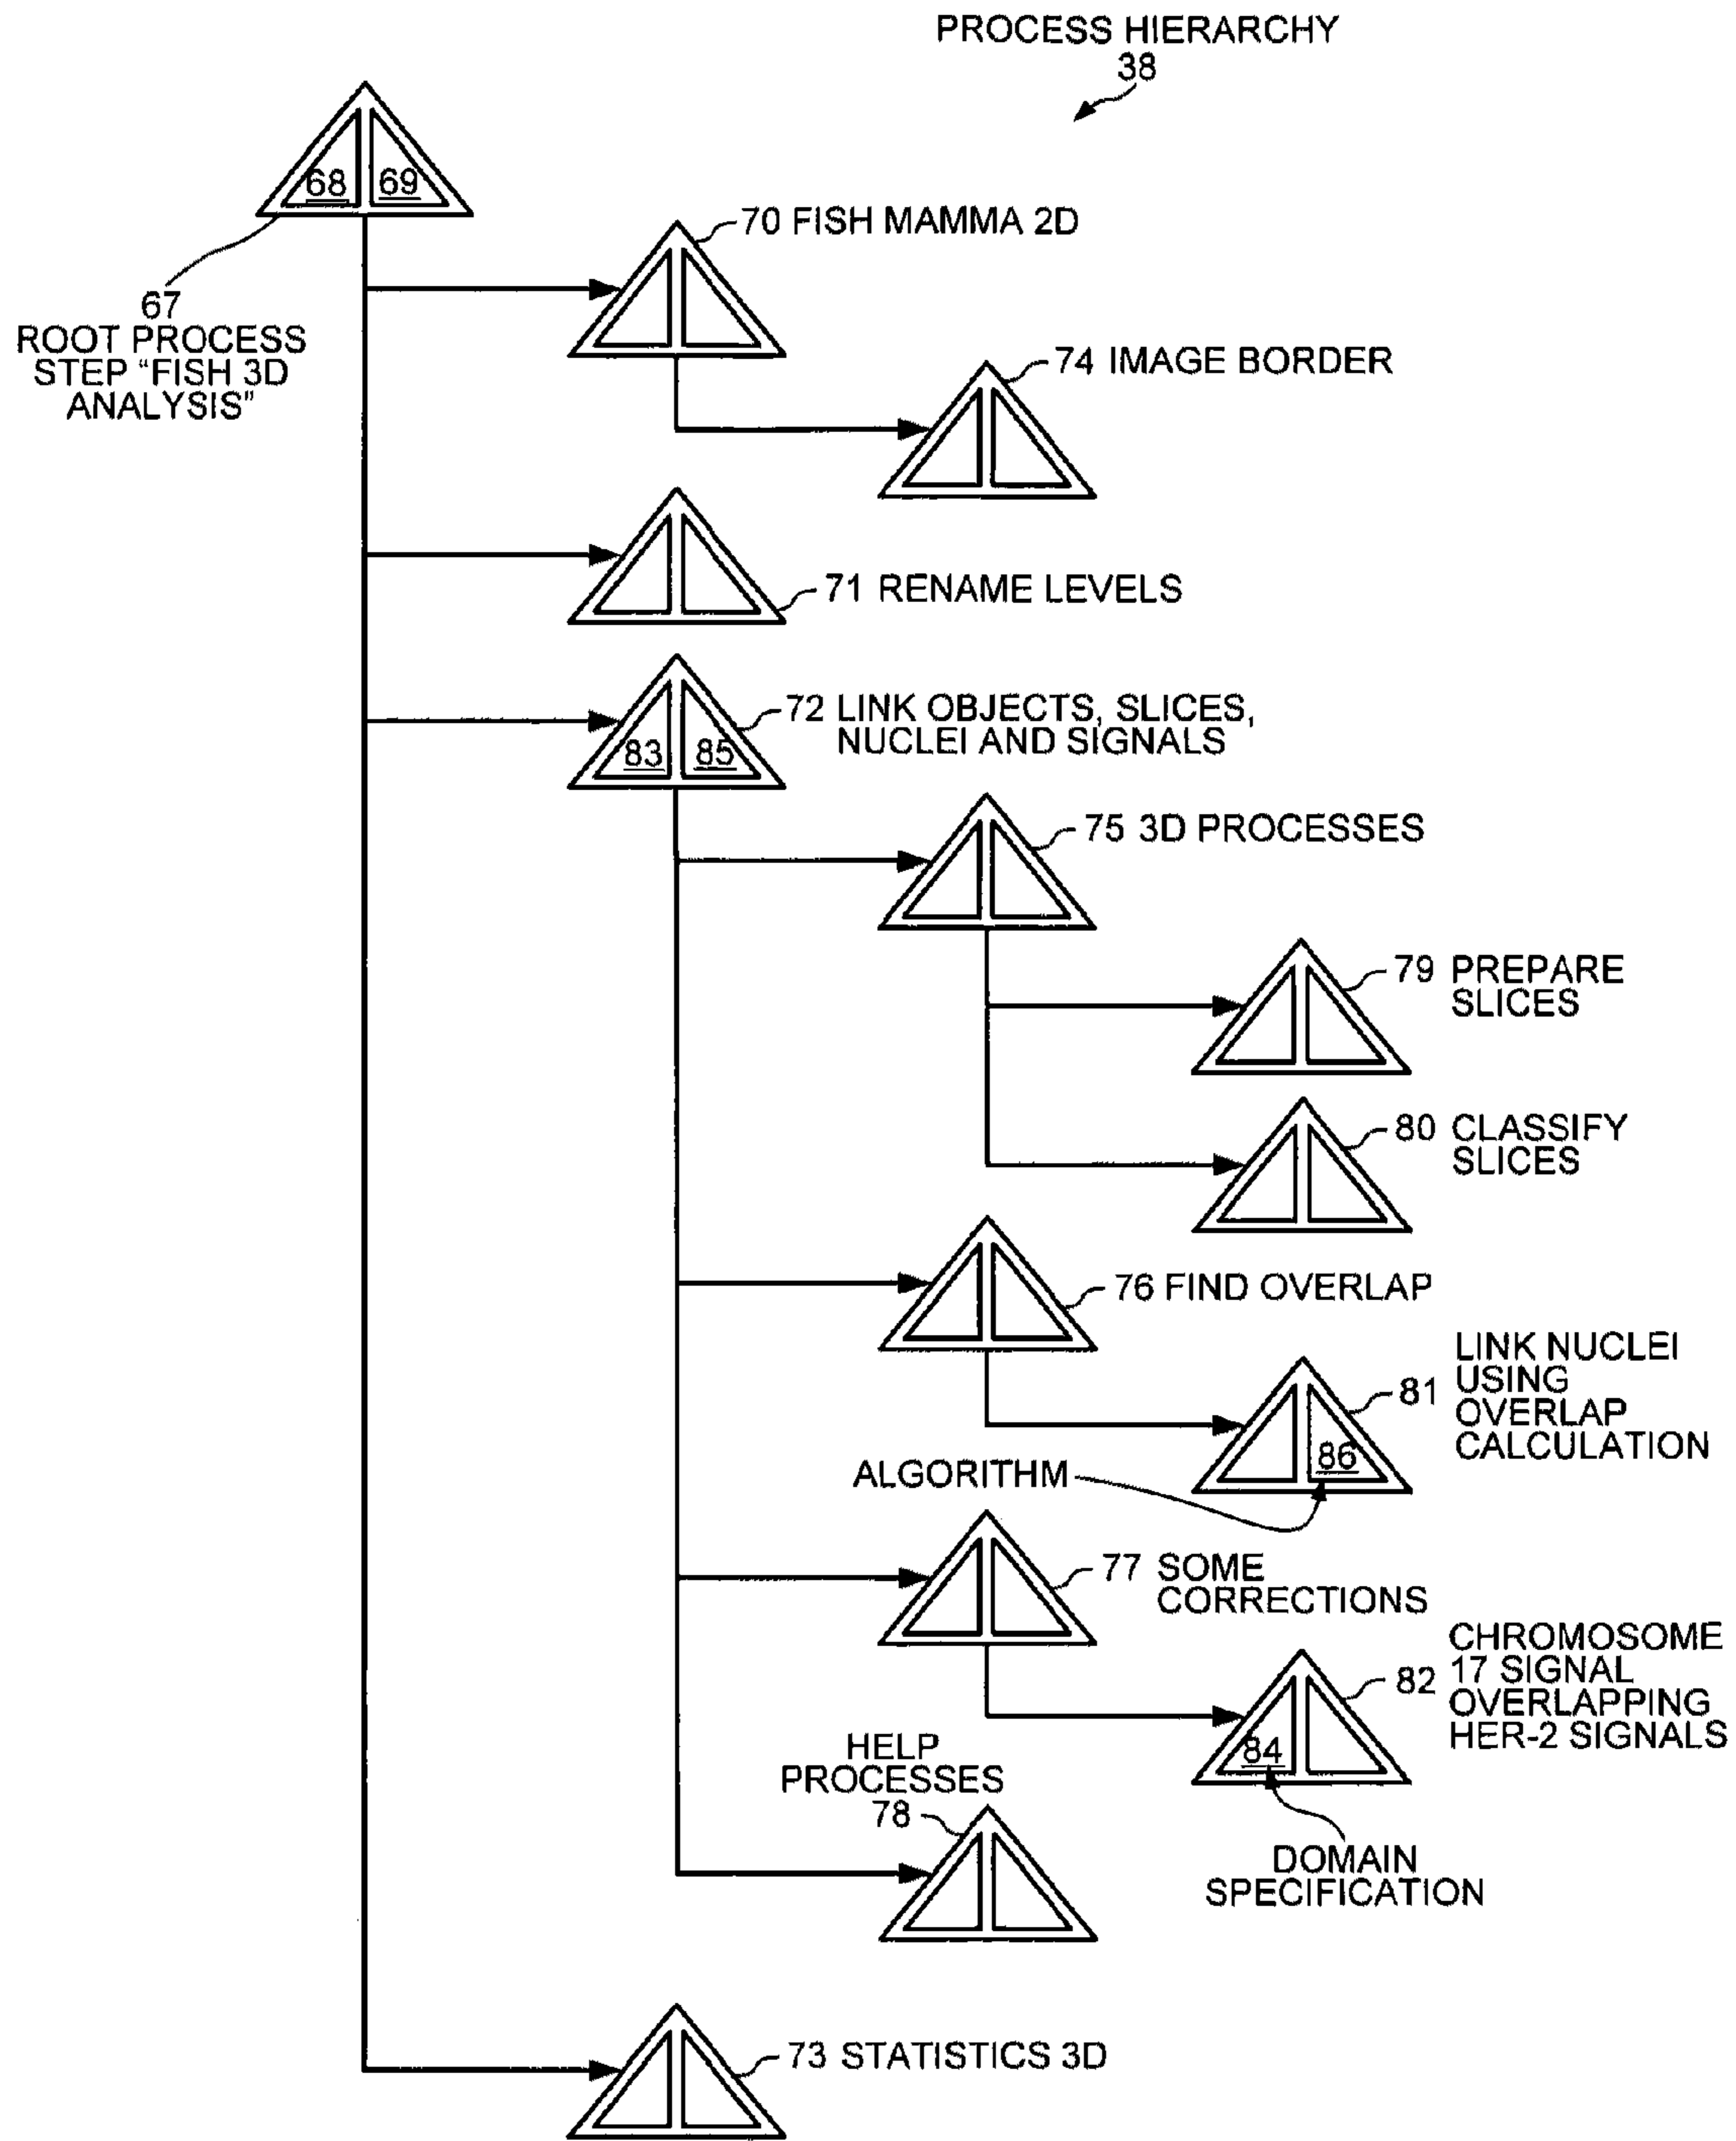 PROCESS HIERARCHY
38
68 69
67
ROOT PROCESS
STEP “FISH 3D
ANALYSIS”
70 FISH MAMMA 2D
74 IMAGE BORDER
71 RENAME LEVELS
72 LINK OBJECTS, SLICES,
NUCLEI AND SIGNALS
83 85
75 3D PROCESSES
79 PREPARE
SLICES
80 CLASSIFY
SLICES
76 FIND OVERLAP
LINK NUCLEI
81 USING
OVERLAP
CALCULATION
86
ALGORITHM
77 SOME
CORRECTIONS
CHROMOSOME
17 SIGNAL
82 OVERLAPPING
HER-2 SIGNALS
84
HELP
PROCESSES
78
DOMAIN
SPECIFICATION
73 STATISTICS 3D